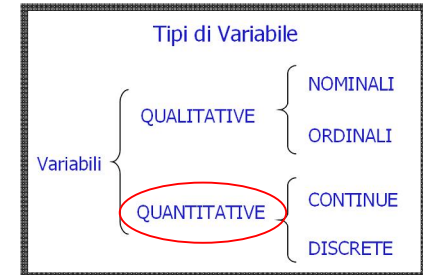 Tipi di Variabile
NOMINALI
QUALITATIVE
ORDINALI
Variabili
CONTINUE
QUANTITATIVE
DISCRETE